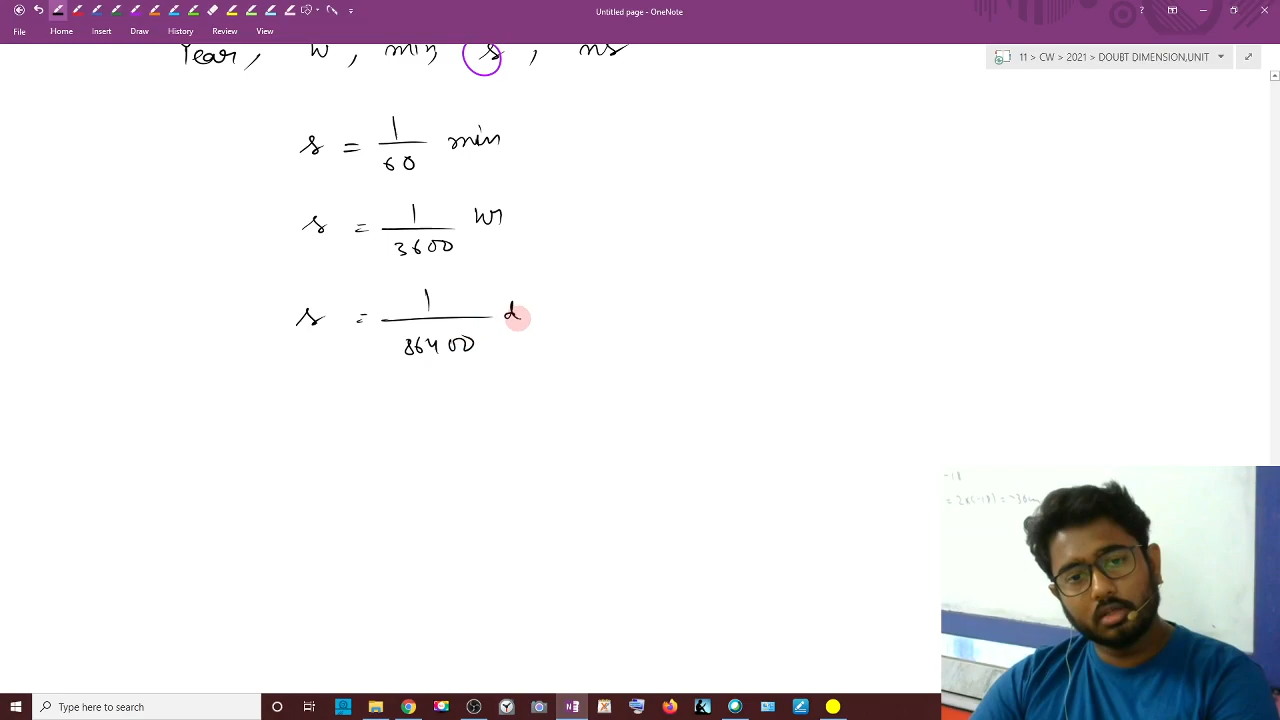 Untitled page - OneNote
File Home Insert Draw History Review View
11 > CW > 2021 > DOUBT DIMENSION,UNIT
Year, hr, min, s, ns
s = 1/60 min
s = 1/3600 hr
s = 1/86400 d
Type here to search